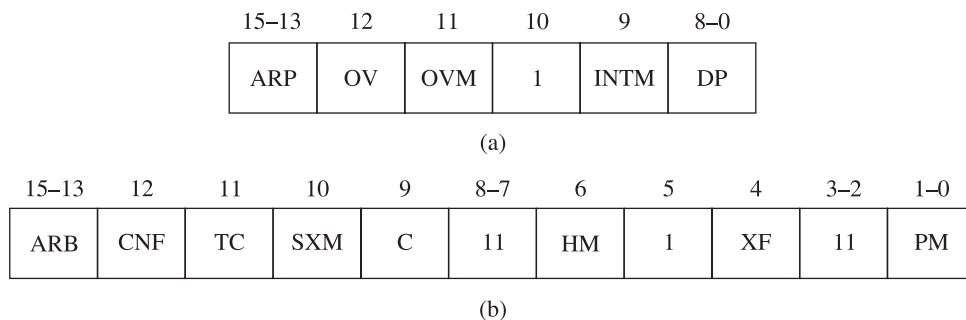 15–13 12 11 10 9 8–0
ARP OV OVM 1 INTM DP
(a)
15–13 12 11 10 9 8–7 6 5 4 3–2 1–0
ARB CNF TC SXM C 11 HM 1 XF 11 PM
(b)